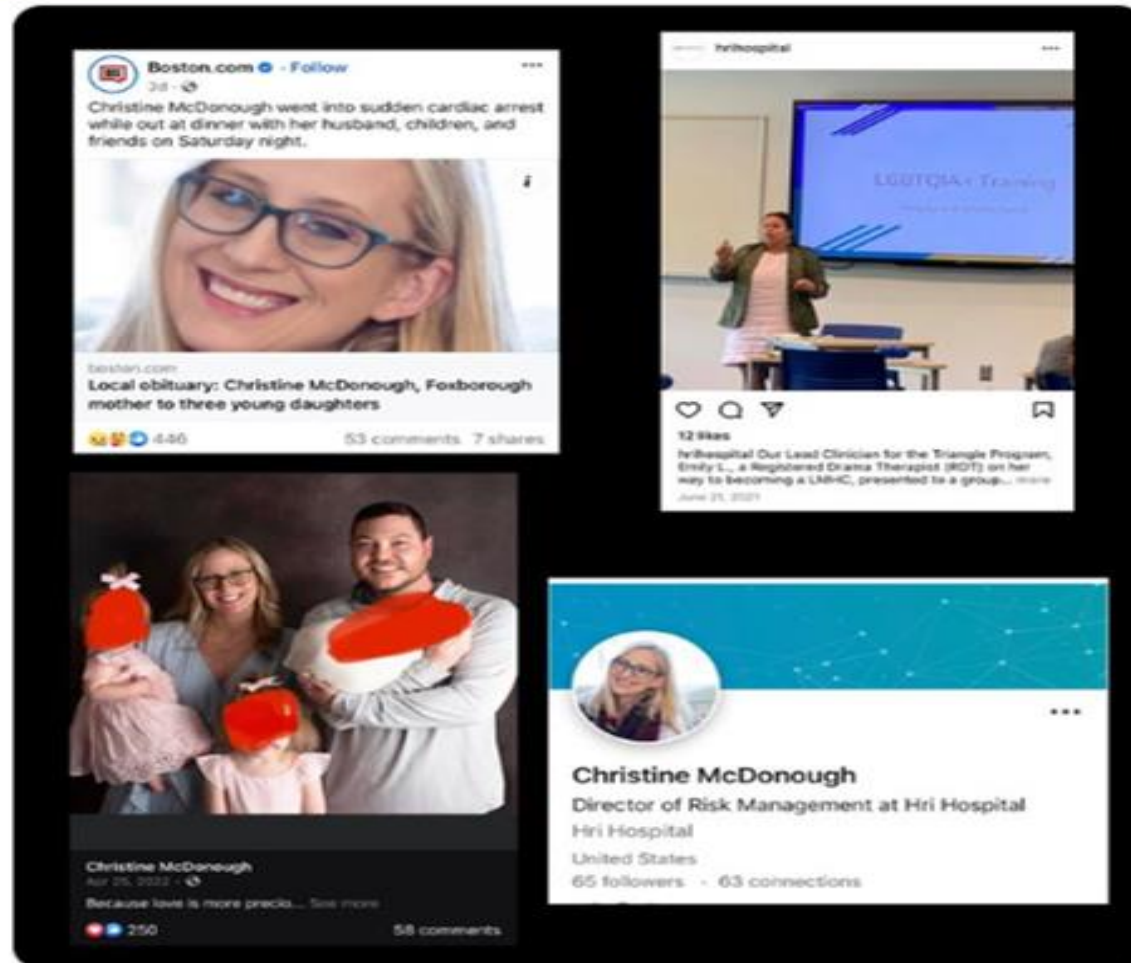 Boston.com · Follow
2d ·
Christine McDonough went into sudden cardiac arrest
while out at dinner with her husband, children, and
friends on Saturday night.
boston.com
Local obituary: Christine McDonough, Foxborough
mother to three young daughters
446 53 comments 7 shares
hrihospital
LGBTQIA+ Training
12 likes
hrihospital Our Lead Clinician for the Triangle Program,
Emily L., a Registered Drama Therapist (RDT) on her
way to becoming a LMHC, presented to a group... more
June 21, 2021
Christine McDonough
Apr 25, 2022 ·
Because love is more precio... See more
250 58 comments
Christine McDonough
Director of Risk Management at Hri Hospital
Hri Hospital
United States
65 followers · 63 connections